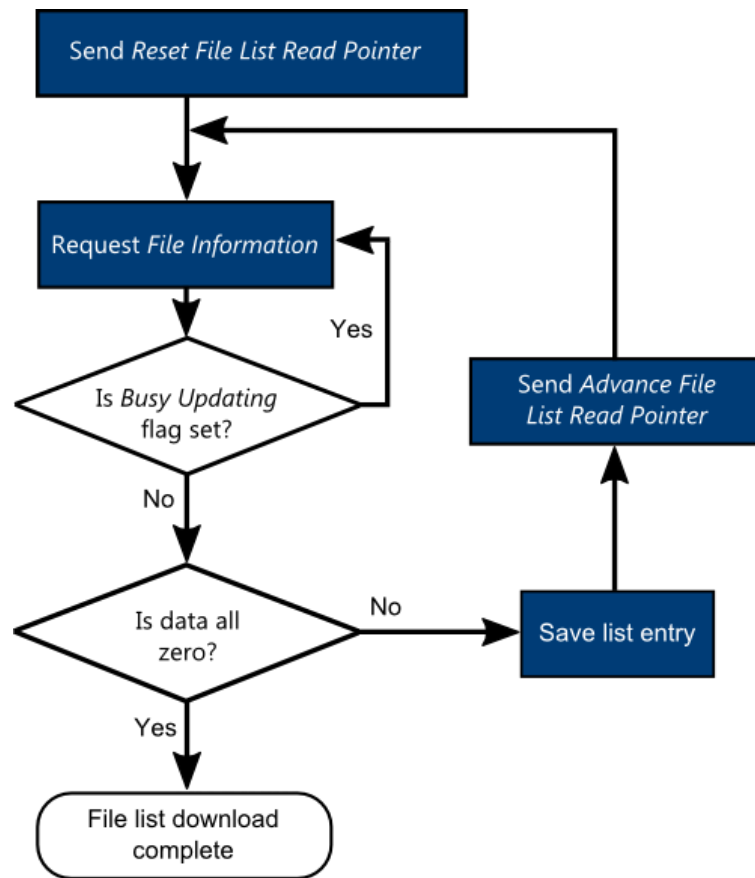 Send Reset File List Read Pointer
Request File Information
Yes
Is Busy Updating
flag set?
Send Advance File
List Read Pointer
No
Is data all
zero?
No
Save list entry
Yes
File list download
complete